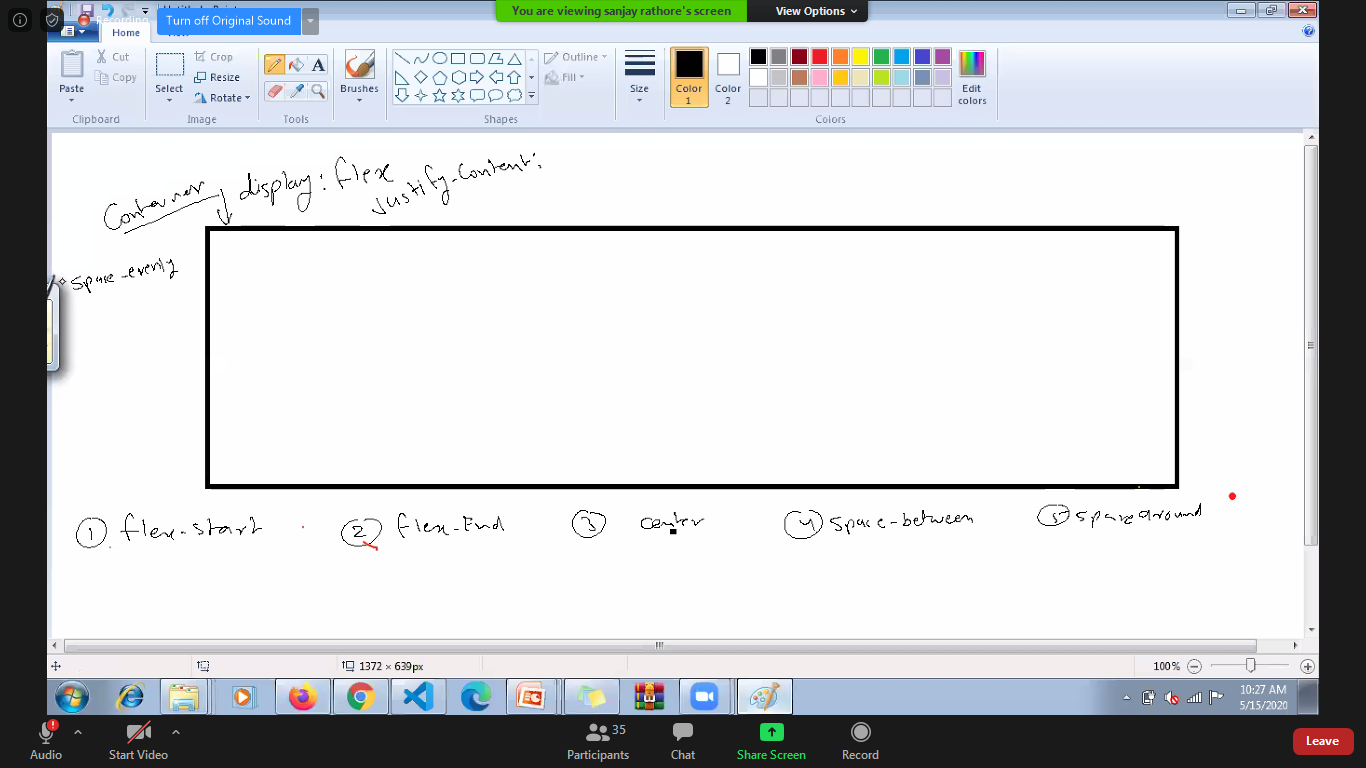 Recording
Turn off Original Sound
You are viewing sanjay rathore's screen
View Options
Home
Paste
Cut
Copy
Clipboard
Select
Crop
Resize
Rotate
Image
Tools
Brushes
Shapes
Outline
Fill
Size
Color 1
Color 2
Edit colors
Colors
Container
display: flex
justify-content:
space-evenly
1 flex-start
2 flex-End
3 center
4 space-between
5 space around
1372 × 639px
100%
10:27 AM
5/15/2020
Audio
Start Video
Participants
35
Chat
Share Screen
Record
Leave